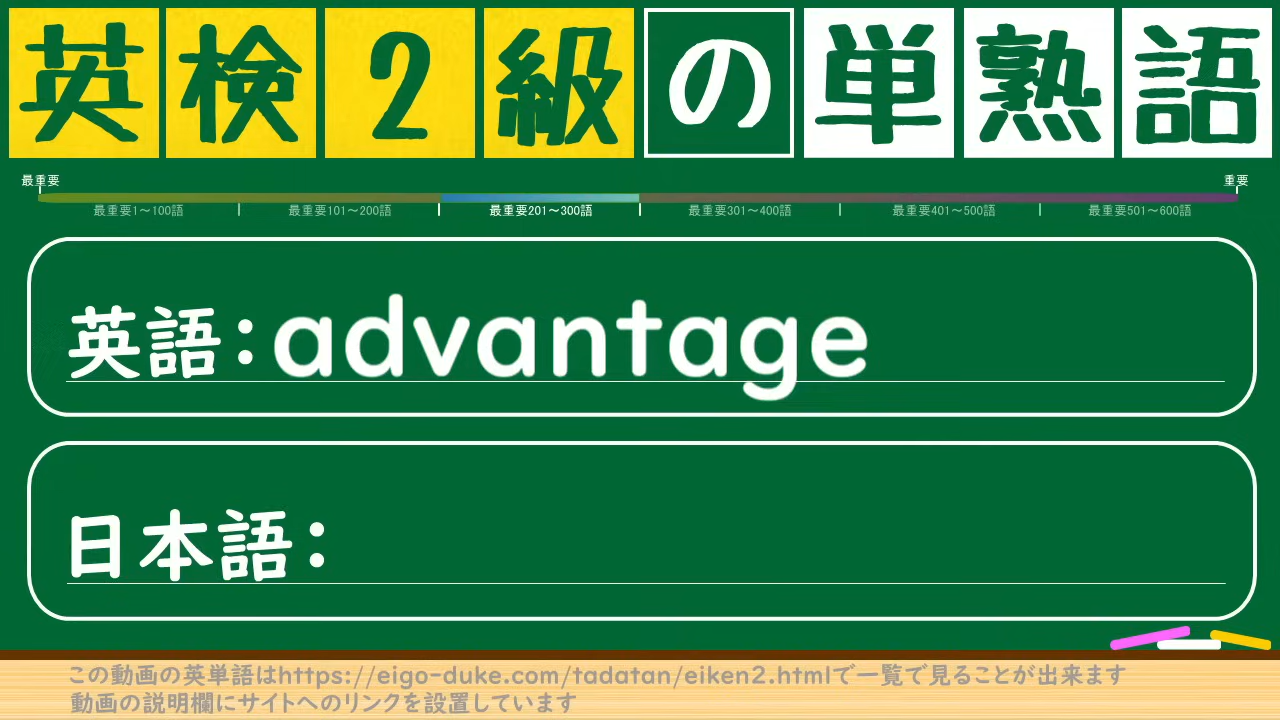 英検2級の単熟語
最重要 重要
最重要1～100語 最重要101～200語 最重要201～300語 最重要301～400語 最重要401～500語 最重要501～600語
英語：advantage
日本語：
この動画の英単語はhttps://eigo-duke.com/tadatan/eiken2.htmlで一覧で見ることが出来ます
動画の説明欄にサイトへのリンクを設置しています